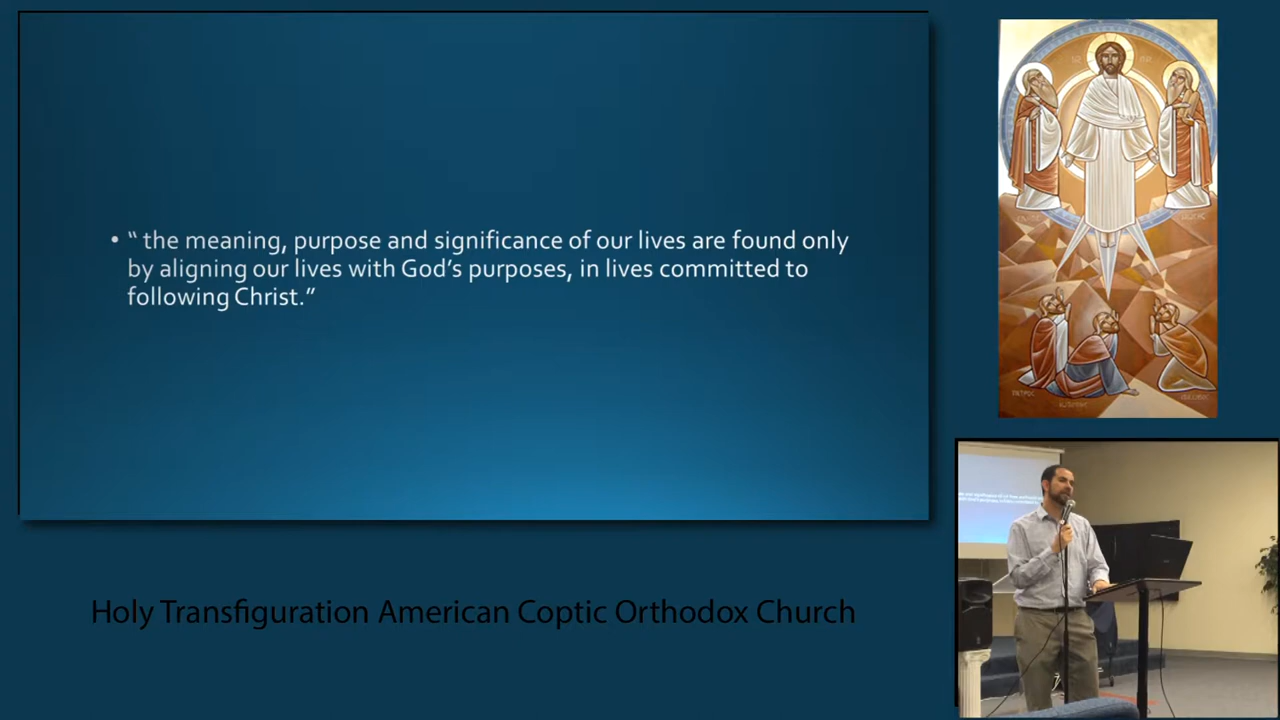 • “ the meaning, purpose and significance of our lives are found only
by aligning our lives with God’s purposes, in lives committed to
following Christ.”
Holy Transfiguration American Coptic Orthodox Church